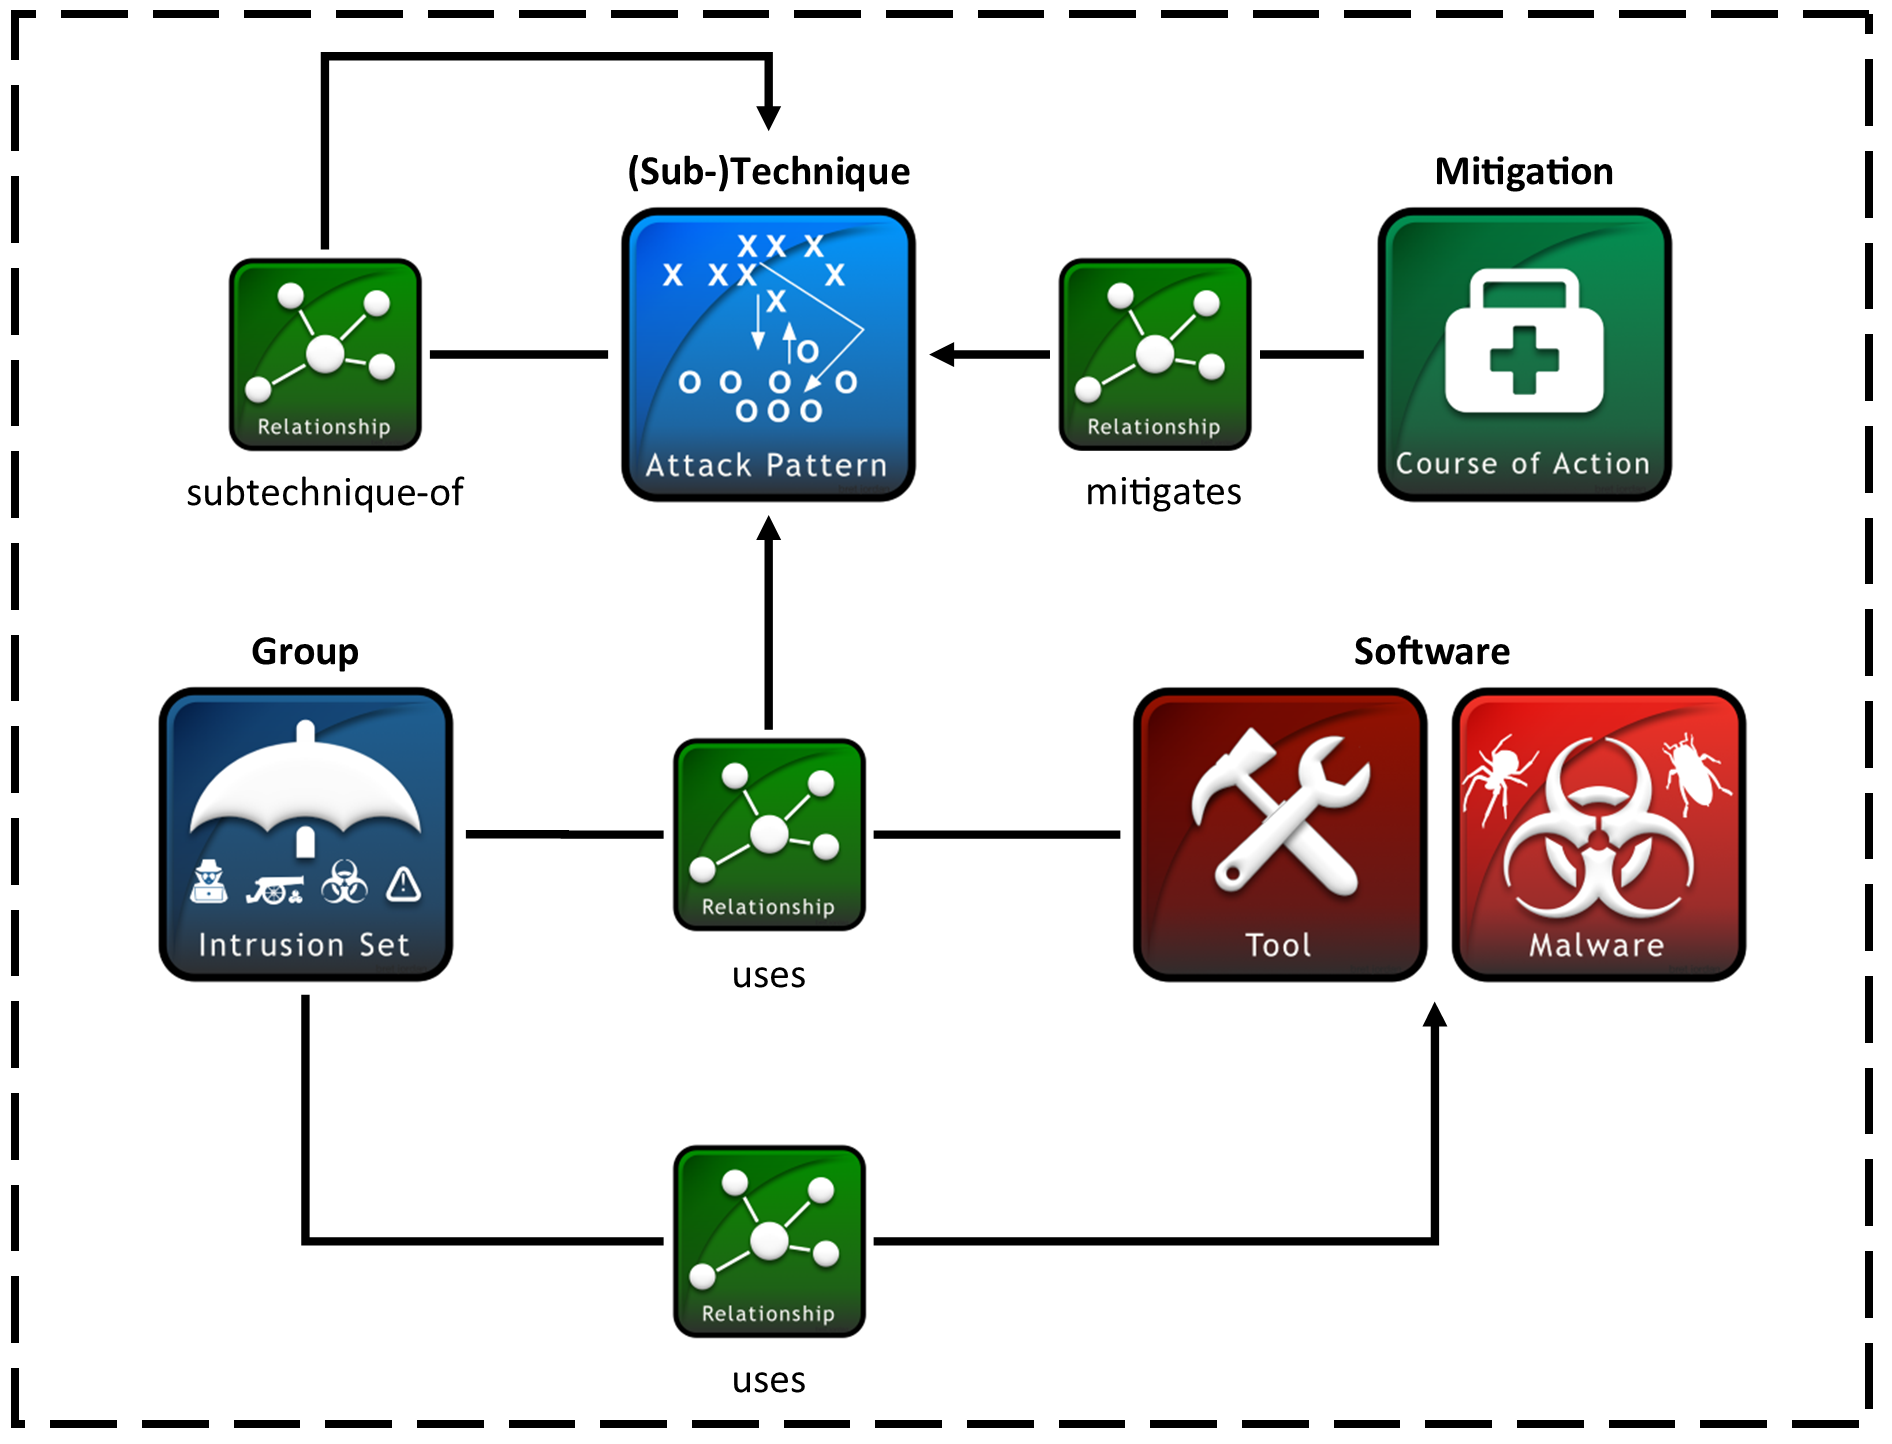 (Sub-)Technique
Mitigation
X X X
X X X X
X
O
O O O O
O O O
Relationship
Attack Pattern
Relationship
Course of Action
subtechnique-of
mitigates
Group
Software
Intrusion Set
Relationship
Tool
Malware
uses
Relationship
uses